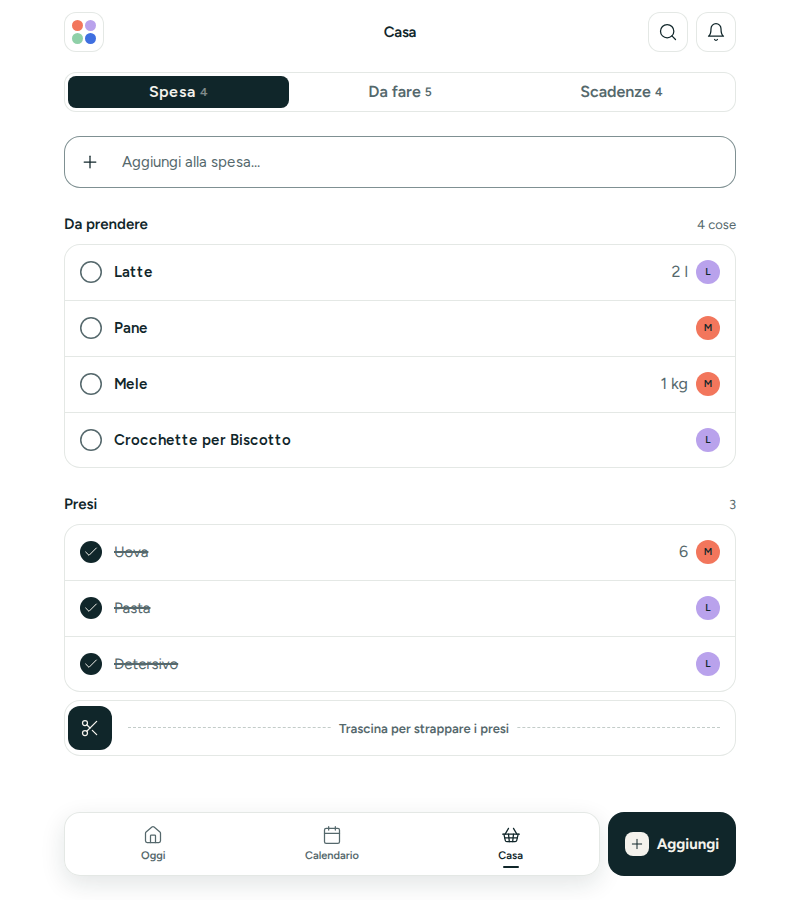 Casa
Spesa 4
Da fare 5
Scadenze 4
Aggiungi alla spesa...
Da prendere
4 cose
Latte
2 l
L
Pane
M
Mele
1 kg
M
Crocchette per Biscotto
L
Presi
3
Uova
6
M
Pasta
L
Detersivo
L
Trascina per strappare i presi
Oggi
Calendario
Casa
Aggiungi